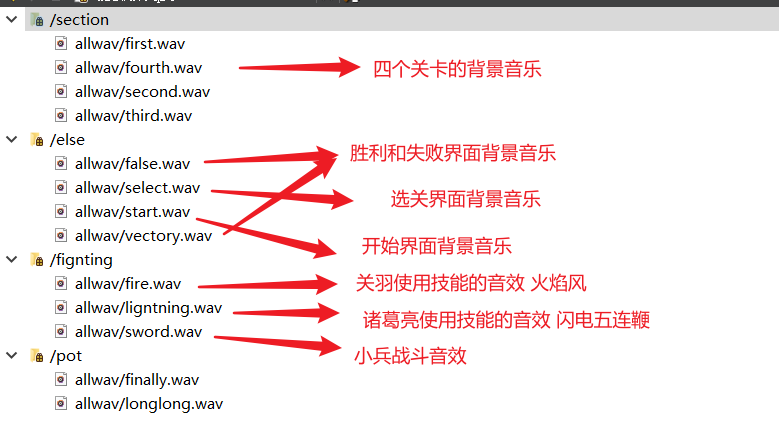 /section
allwav/first.wav
allwav/fourth.wav 四个关卡的背景音乐
allwav/second.wav
allwav/third.wav
/else
allwav/false.wav 胜利和失败界面背景音乐
allwav/select.wav 选关界面背景音乐
allwav/start.wav
allwav/vectory.wav
开始界面背景音乐
/fignting
allwav/fire.wav 关羽使用技能的音效 火焰风
allwav/ligntning.wav 诸葛亮使用技能的音效 闪电五连鞭
allwav/sword.wav
小兵战斗音效
/pot
allwav/finally.wav
allwav/longlong.wav